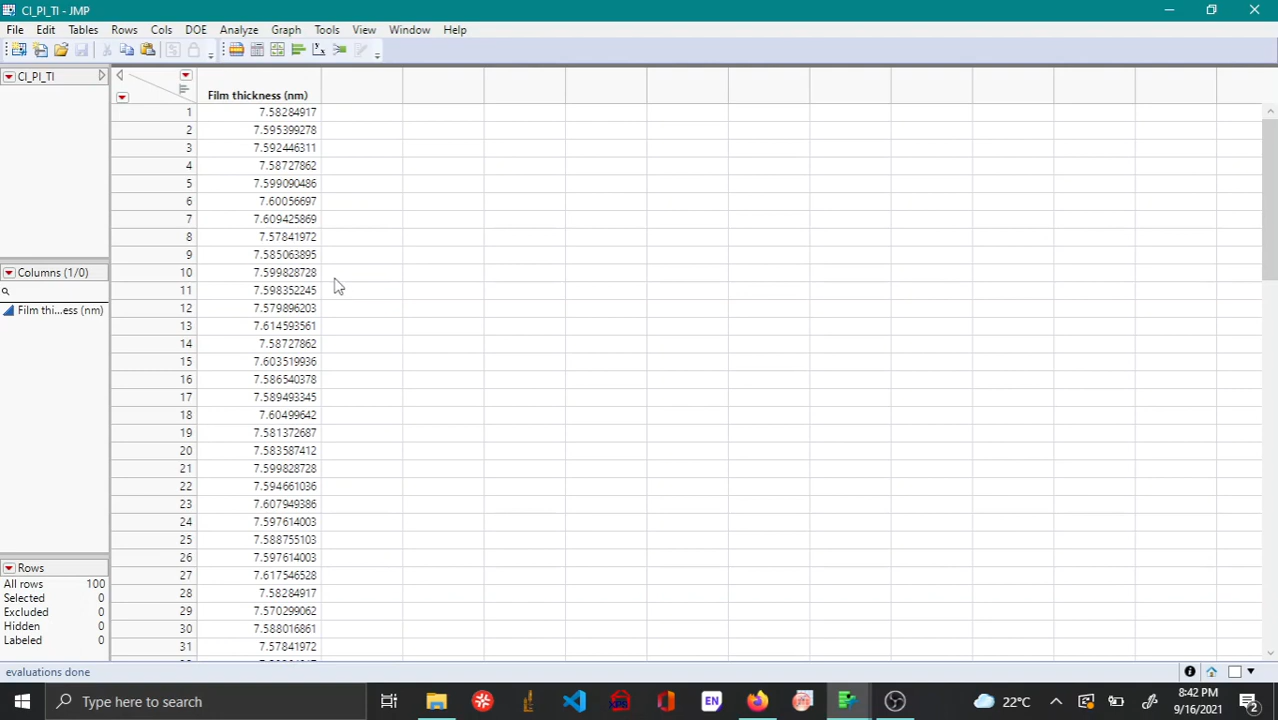 CI_PI_TI - JMP
File Edit Tables Rows Cols DOE Analyze Graph Tools View Window Help
CI_PI_TI
Film thickness (nm)
1 7.58284917
2 7.595399278
3 7.592446311
4 7.58727862
5 7.599090486
6 7.60056697
7 7.609425869
8 7.57841972
9 7.585063895
10 7.599828728
11 7.598352245
12 7.579896203
13 7.614593561
14 7.58727862
15 7.603519936
16 7.586540378
17 7.589493345
18 7.60499642
19 7.581372687
20 7.583587412
21 7.599828728
22 7.594661036
23 7.607949386
24 7.597614003
25 7.588755103
26 7.597614003
27 7.617546528
28 7.58284917
29 7.570299062
30 7.588016861
31 7.57841972
Columns (1/0)
Film thi...ess (nm)
Rows
All rows 100
Selected 0
Excluded 0
Hidden 0
Labeled 0
evaluations done
Type here to search
EN
XPS
22°C
8:42 PM
9/16/2021
2